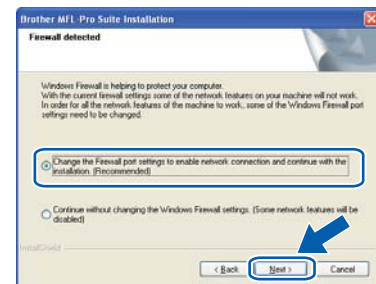 Brother MFL-Pro Suite Installation
Firewall detected
Windows Firewall is helping to protect your computer.
With the current firewall settings some of the network features on your machine will not work.
In order for all the network features of the machine to work, some of the Windows Firewall port
settings need to be changed.
Change the Firewall port settings to enable network connection and continue with the
installation. (Recommended)
Continue without changing the Windows Firewall settings. (Some network features will be
disabled)
InstallShield
< Back
Next >
Cancel